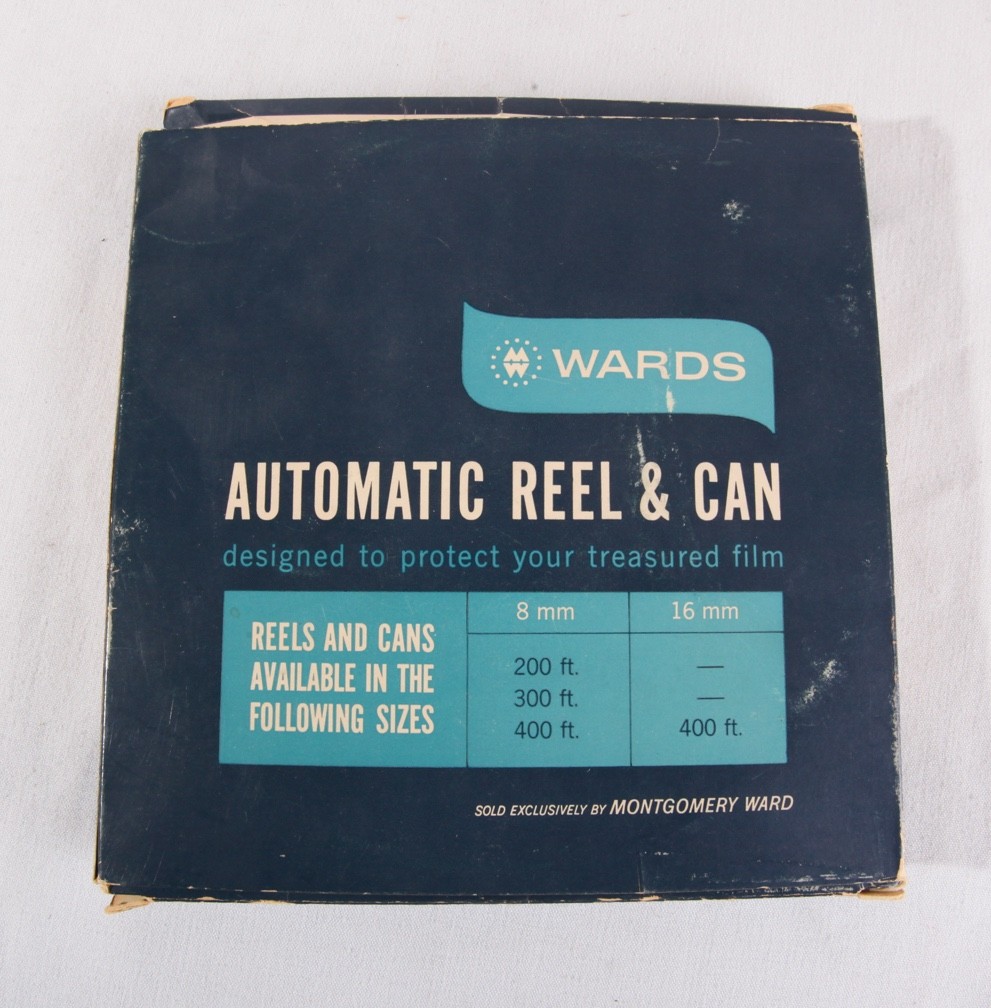 WARDS
AUTOMATIC REEL & CAN
designed to protect your treasured film
REELS AND CANS
AVAILABLE IN THE
FOLLOWING SIZES
8 mm 16 mm
200 ft. —
300 ft. —
400 ft. 400 ft.
SOLD EXCLUSIVELY BY MONTGOMERY WARD